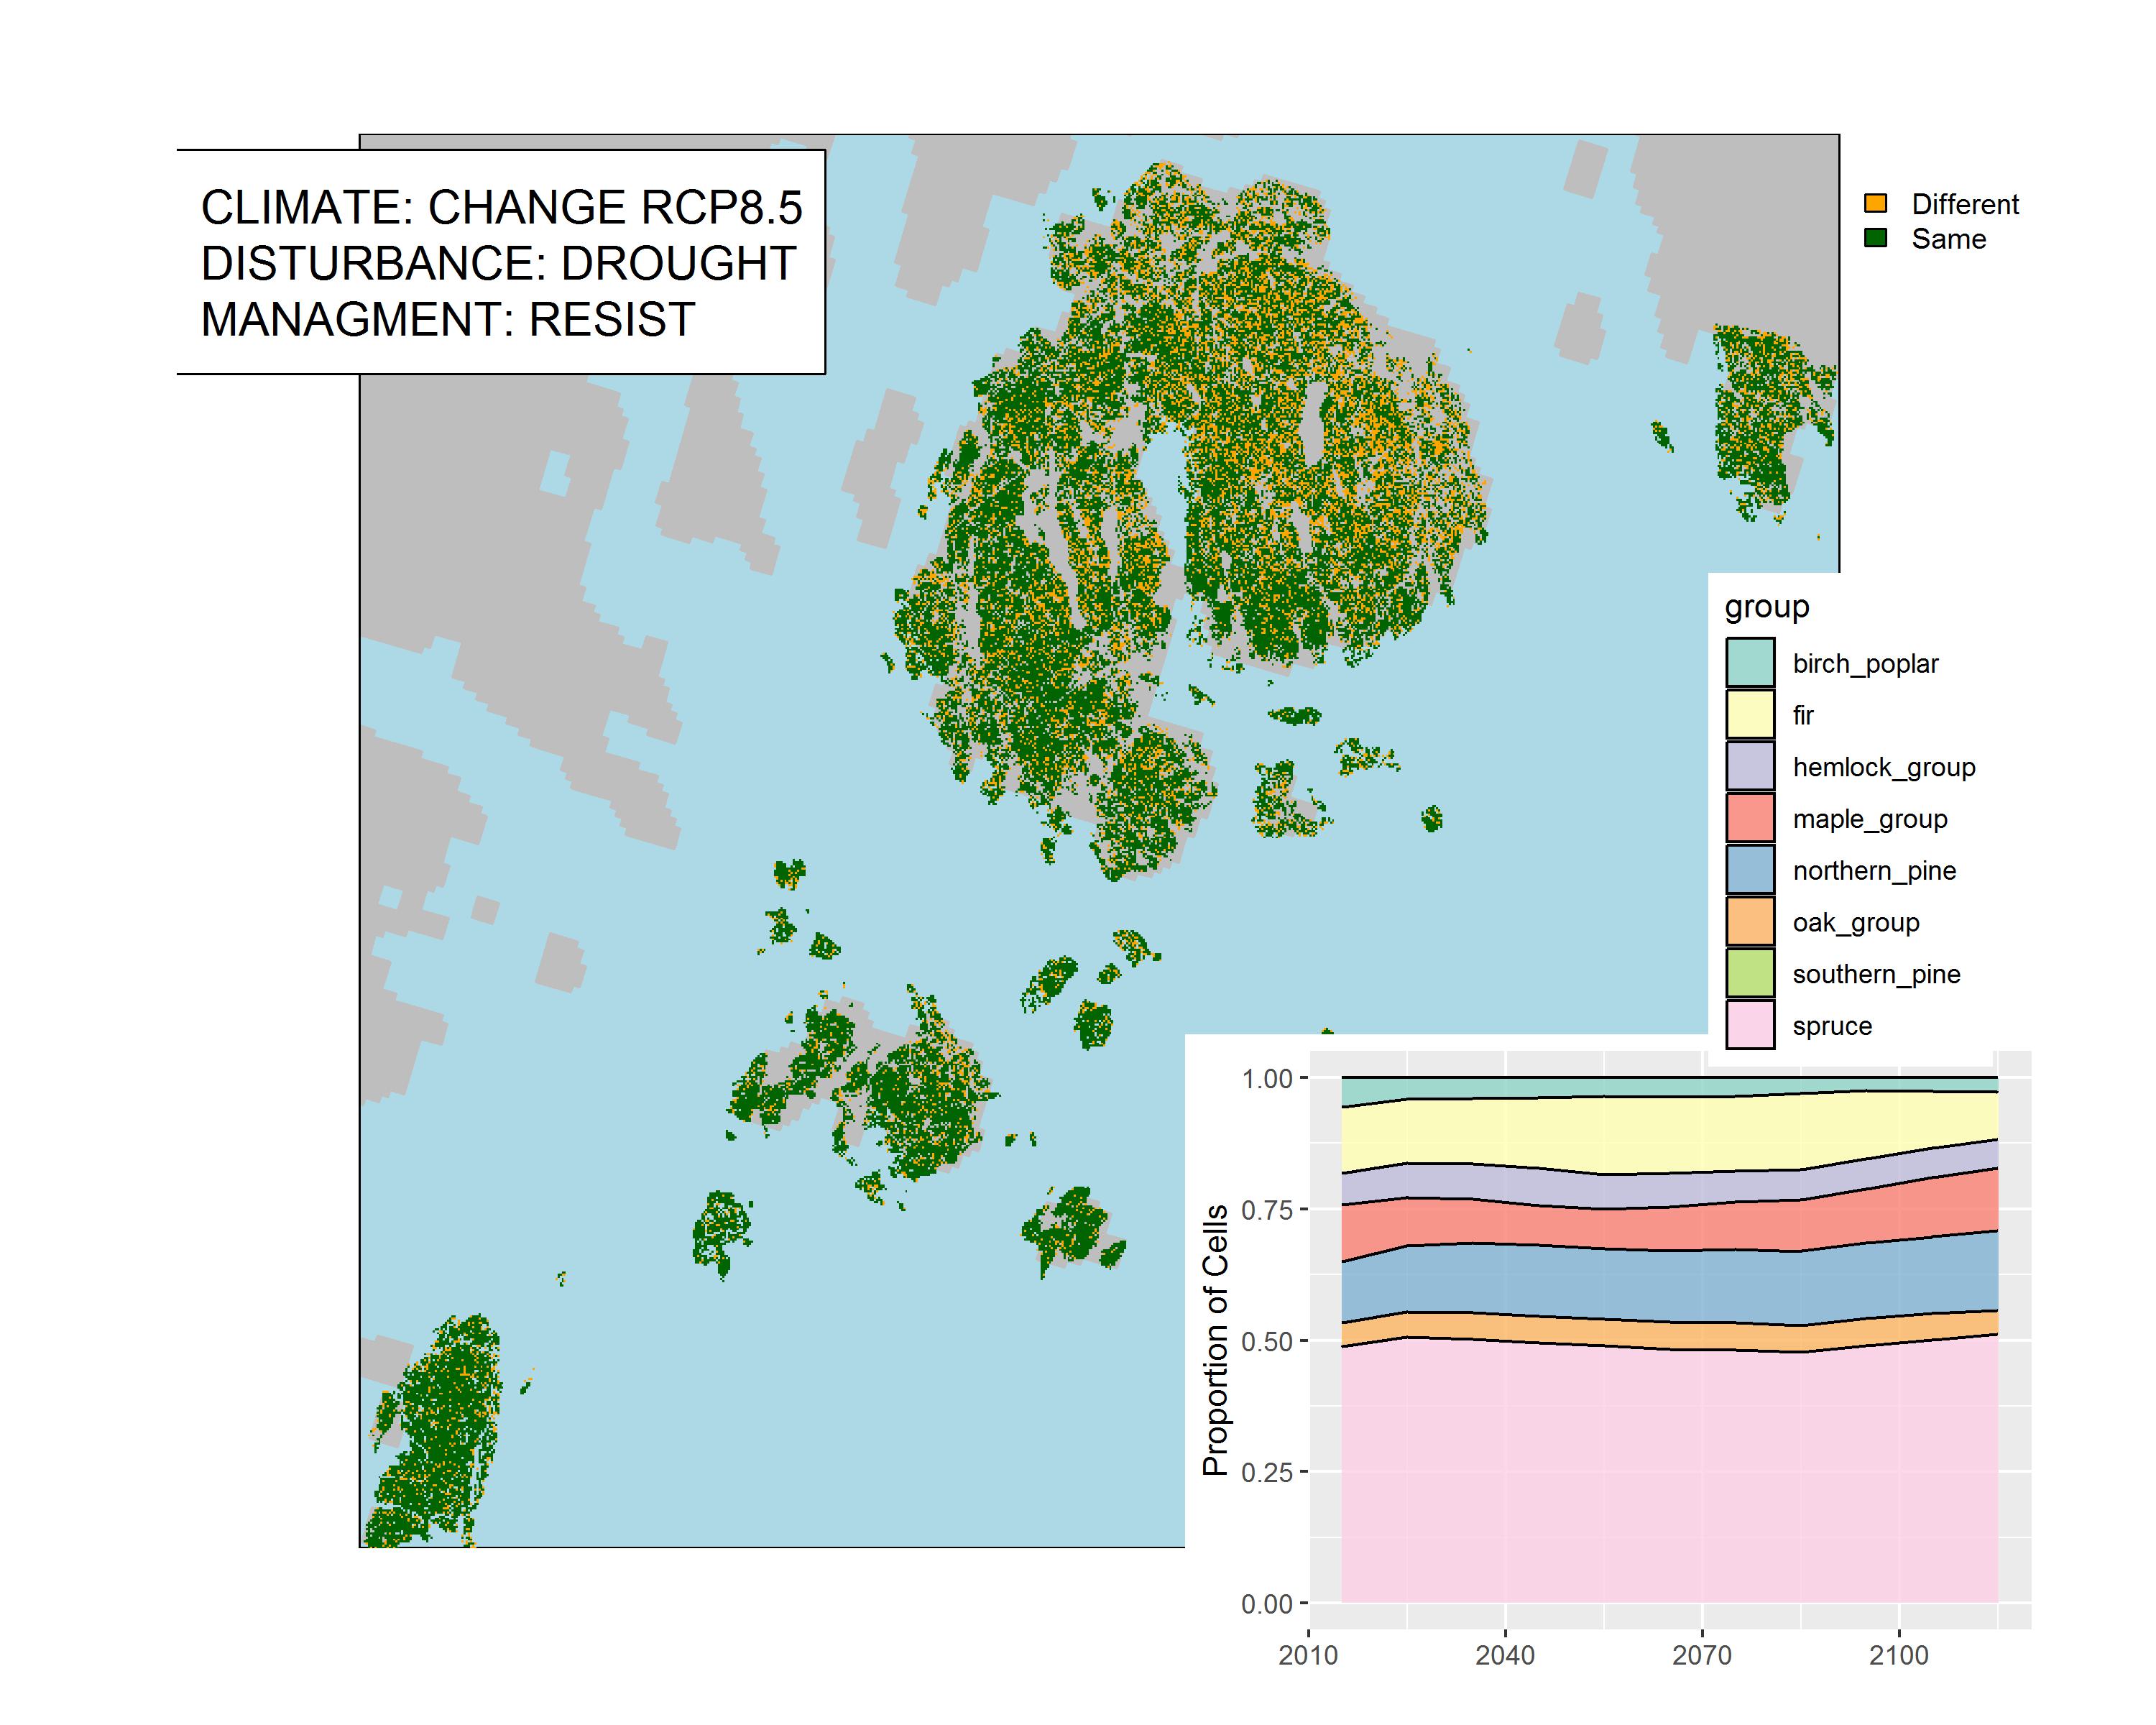 CLIMATE: CHANGE RCP8.5
DISTURBANCE: DROUGHT
MANAGMENT: RESIST
Different
Same
group
birch_poplar
fir
hemlock_group
maple_group
northern_pine
oak_group
southern_pine
spruce
Proportion of Cells
1.00
0.75
0.50
0.25
0.00
2010 2040 2070 2100